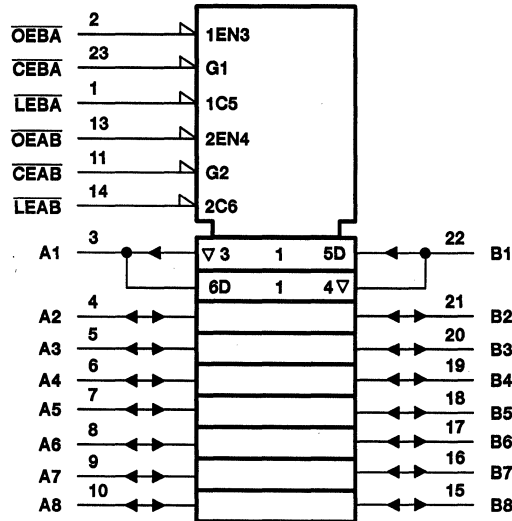 OEBA 2 1EN3
CEBA 23 G1
LEBA 1 1C5
OEAB 13 2EN4
CEAB 11 G2
LEAB 14 2C6
A1 3 ▽ 3 1 5D 22 B1
6D 1 4 ▽
A2 4 21 B2
A3 5 20 B3
A4 6 19 B4
A5 7 18 B5
A6 8 17 B6
A7 9 16 B7
A8 10 15 B8